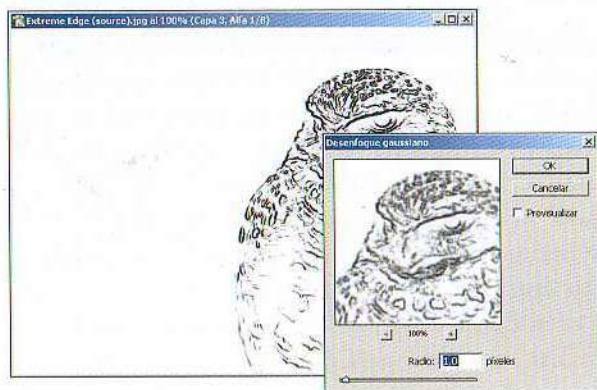 Extreme Edge (source).jpg al 100% (Capa 3; Alfa 1/8)
Desenfoque gaussiano
OK
Cancelar
Previsualizar
100%
Radio: 1,0 píxeles